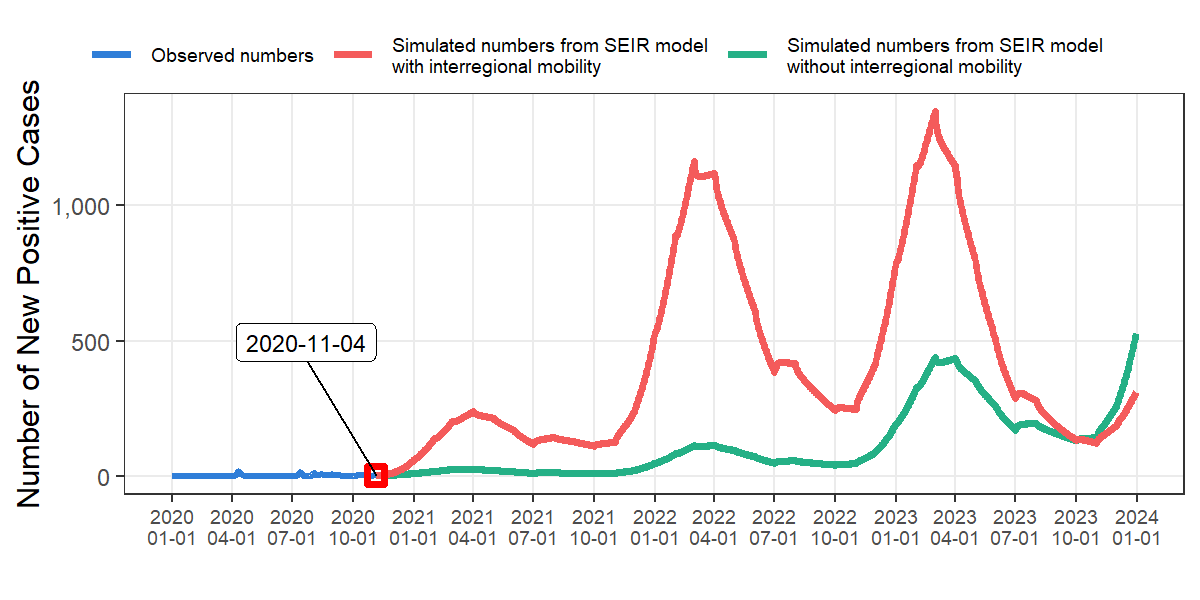 Observed numbers
Simulated numbers from SEIR model
with interregional mobility
Simulated numbers from SEIR model
without interregional mobility
Number of New Positive Cases
1,000
500
0
2020-11-04
2020 2020 2020 2020 2021 2021 2021 2021 2022 2022 2022 2022 2023 2023 2023 2023 2024
01-01 04-01 07-01 10-01 01-01 04-01 07-01 10-01 01-01 04-01 07-01 10-01 01-01 04-01 07-01 10-01 01-01